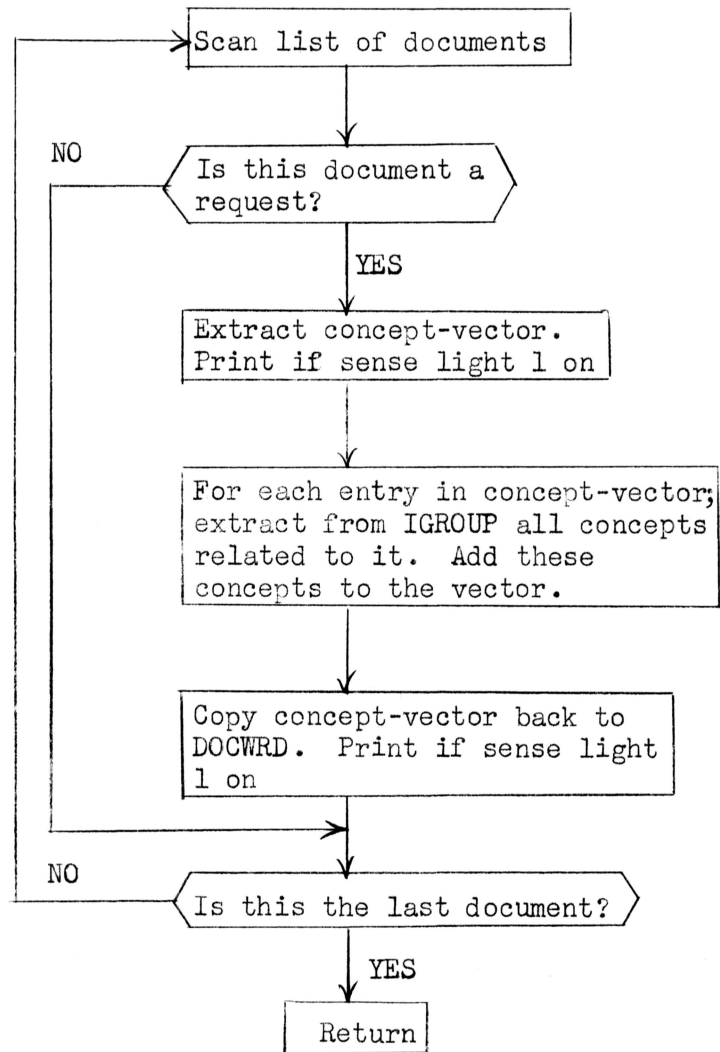 Scan list of documents
NO
Is this document a
request?
YES
Extract concept-vector.
Print if sense light 1 on
For each entry in concept-vector;
extract from IGROUP all concepts
related to it. Add these
concepts to the vector.
Copy concept-vector back to
DOCWRD. Print if sense light
1 on
NO
Is this the last document?
YES
Return